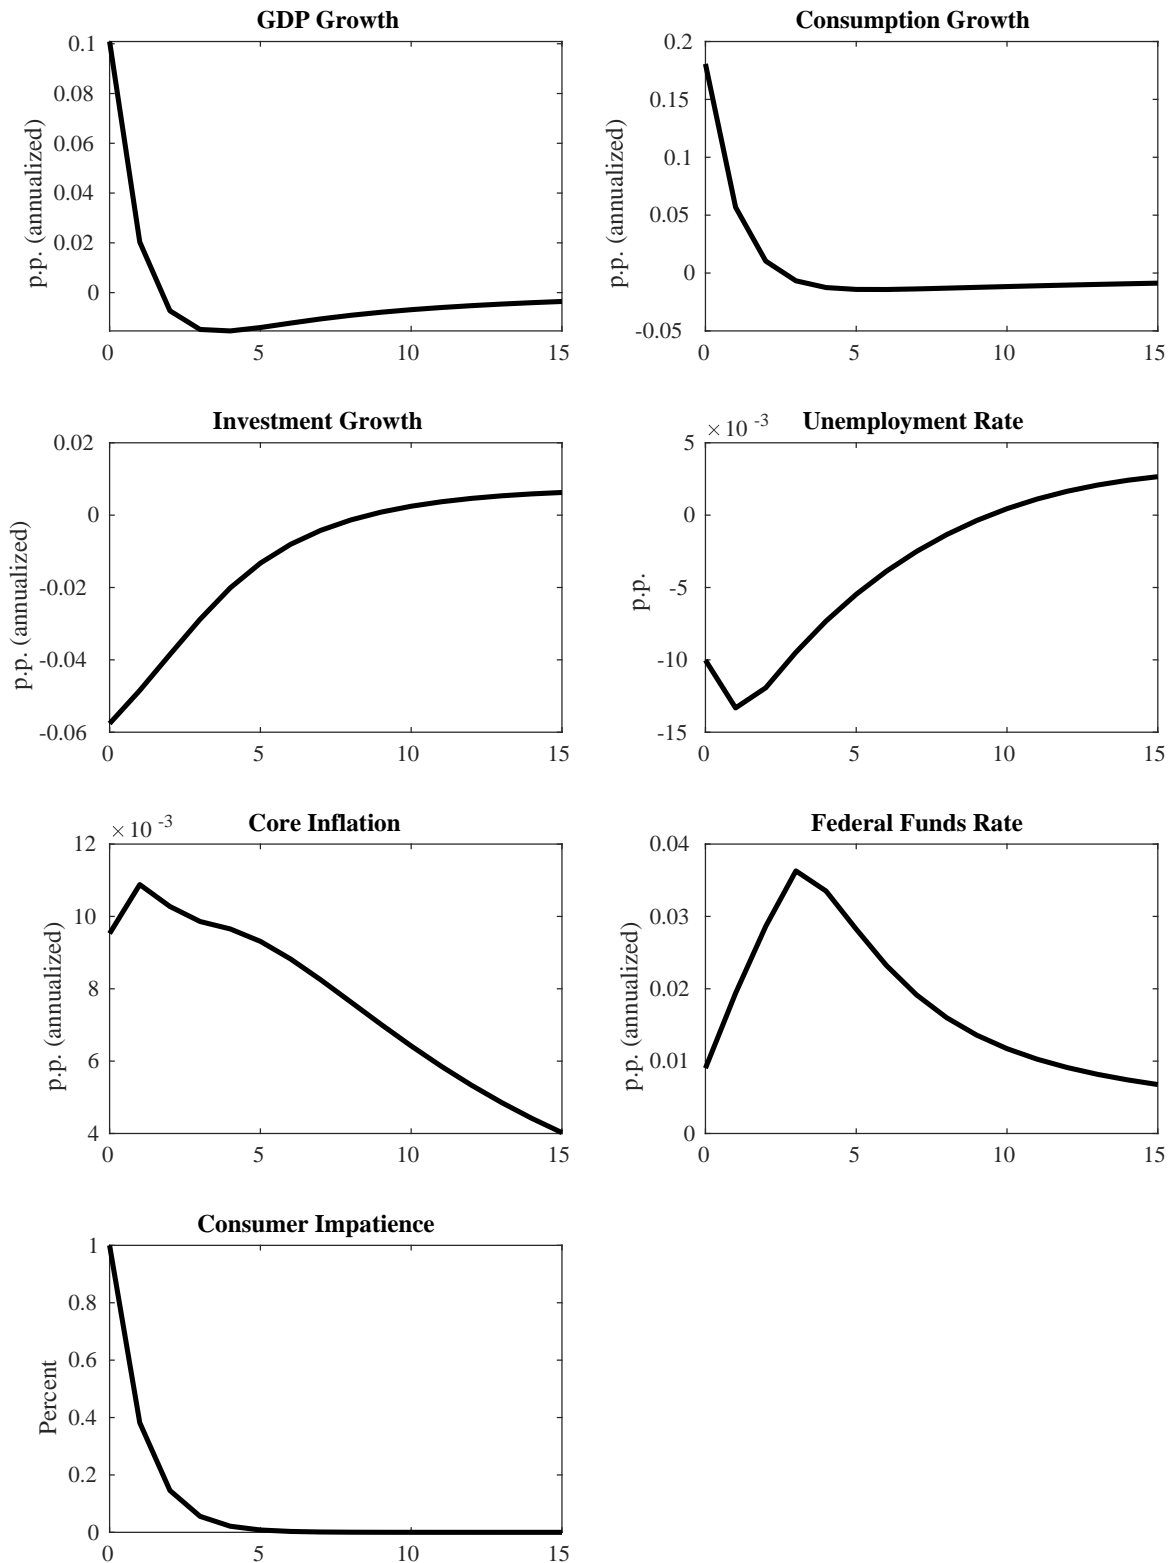 GDP Growth
p.p. (annualized)
0.1
0.08
0.06
0.04
0.02
0
0 5 10 15
Consumption Growth
p.p. (annualized)
0.2
0.15
0.1
0.05
0
-0.05
0 5 10 15
Investment Growth
p.p. (annualized)
0.02
0
-0.02
-0.04
-0.06
0 5 10 15
Unemployment Rate
× 10 -3
p.p.
5
0
-5
-10
-15
0 5 10 15
Core Inflation
× 10 -3
p.p. (annualized)
12
10
8
6
4
0 5 10 15
Federal Funds Rate
p.p. (annualized)
0.04
0.03
0.02
0.01
0
0 5 10 15
Consumer Impatience
Percent
1
0.8
0.6
0.4
0.2
0
0 5 10 15